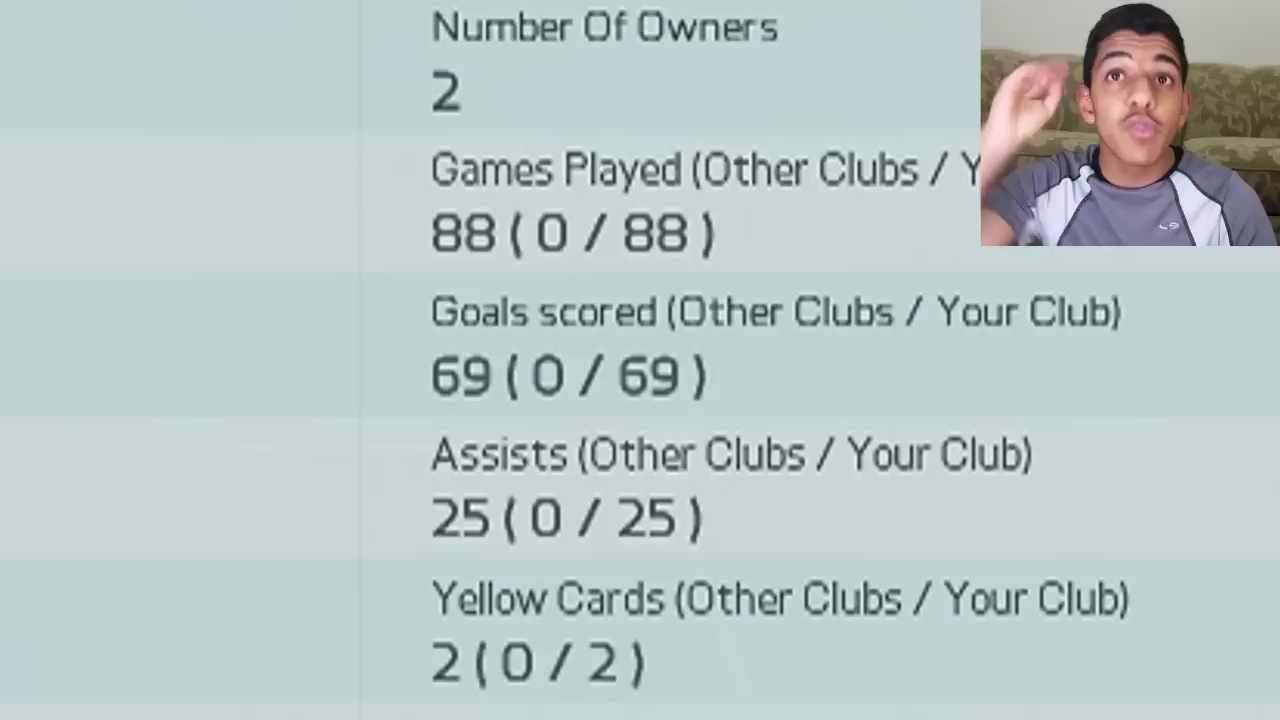 Number Of Owners
2
Games Played (Other Clubs / Y
88 ( 0 / 88 )
Goals scored (Other Clubs / Your Club)
69 ( 0 / 69 )
Assists (Other Clubs / Your Club)
25 ( 0 / 25 )
Yellow Cards (Other Clubs / Your Club)
2 ( 0 / 2 )